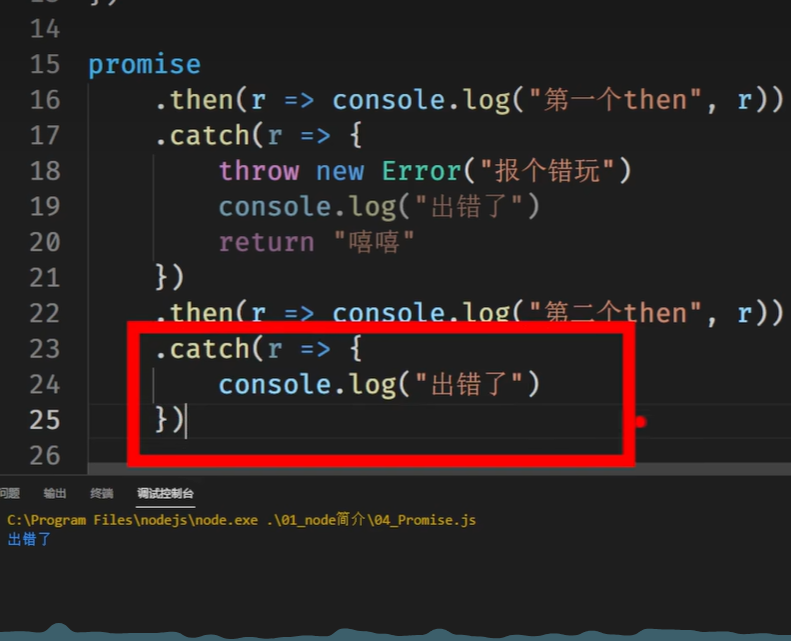 14
15 promise
16 .then(r => console.log("第一个then", r))
17 .catch(r => {
18 throw new Error("报个错玩")
19 console.log("出错了")
20 return "嘻嘻"
21 })
22 .then(r => console.log("第二个then", r))
23 .catch(r => {
24 console.log("出错了")
25 })
26
问题 输出 终端 调试控制台
C:\Program Files\nodejs\node.exe .\01_node简介\04_Promise.js
出错了